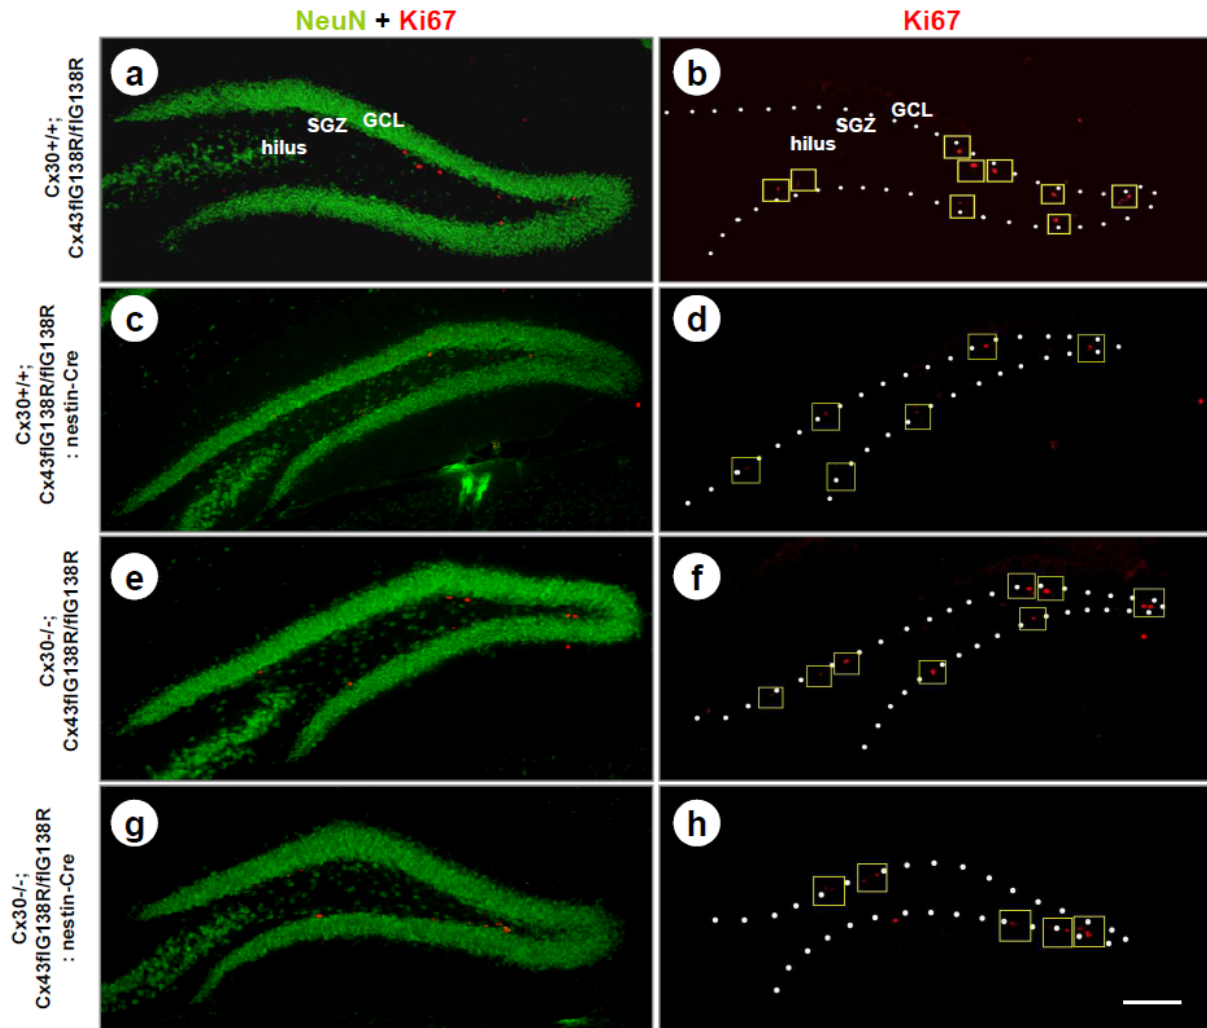 NeuN + Ki67
Ki67
Cx30+/+;
Cx43flG138R/flG138R
a
SGZ
GCL
hilus
b
GCL
SGZ
hilus
Cx30+/+;
Cx43flG138R/flG138R
: nestin-Cre
c
d
Cx30-/-;
Cx43flG138R/flG138R
e
f
Cx30-/-;
Cx43flG138R/flG138R
: nestin-Cre
g
h